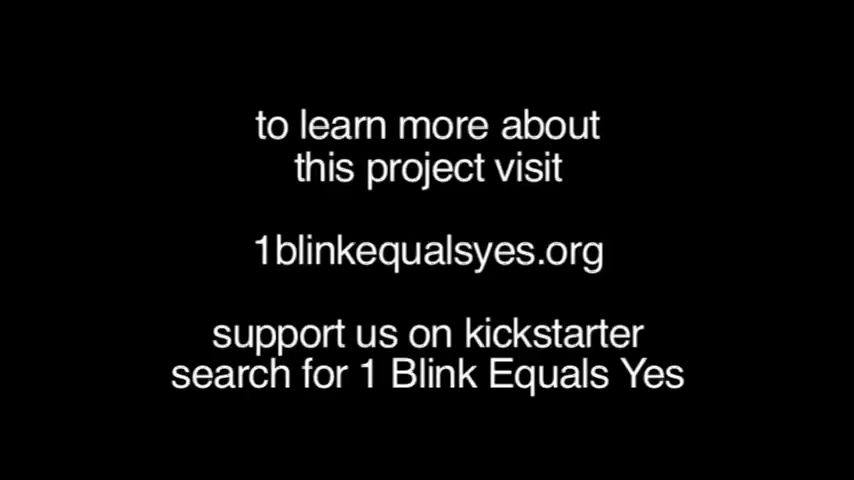 to learn more about
this project visit
1blinkequalsyes.org
support us on kickstarter
search for 1 Blink Equals Yes